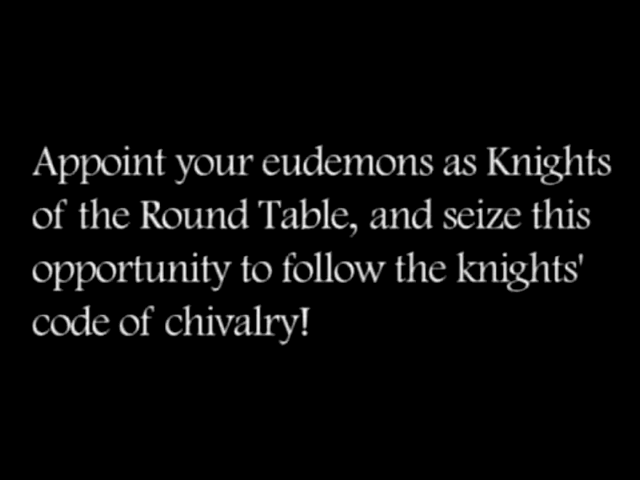 Appoint your eudemons as Knights
of the Round Table, and seize this
opportunity to follow the knights'
code of chivalry!